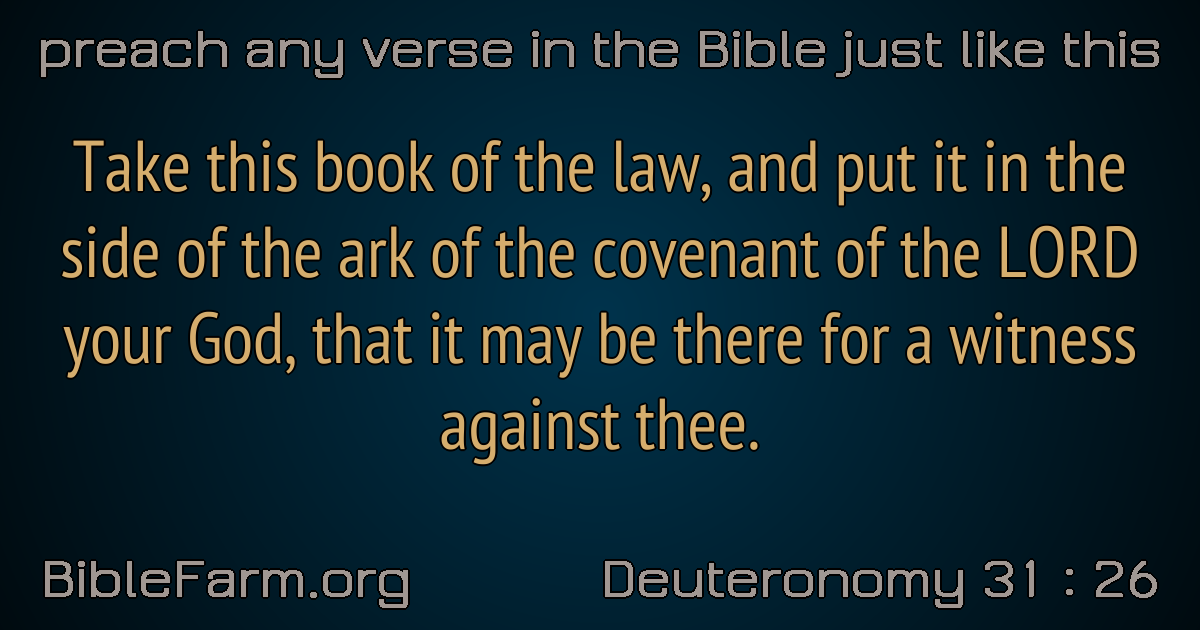 preach any verse in the Bible just like this
Take this book of the law, and put it in the
side of the ark of the covenant of the LORD
your God, that it may be there for a witness
against thee.
BibleFarm.org
Deuteronomy 31 : 26